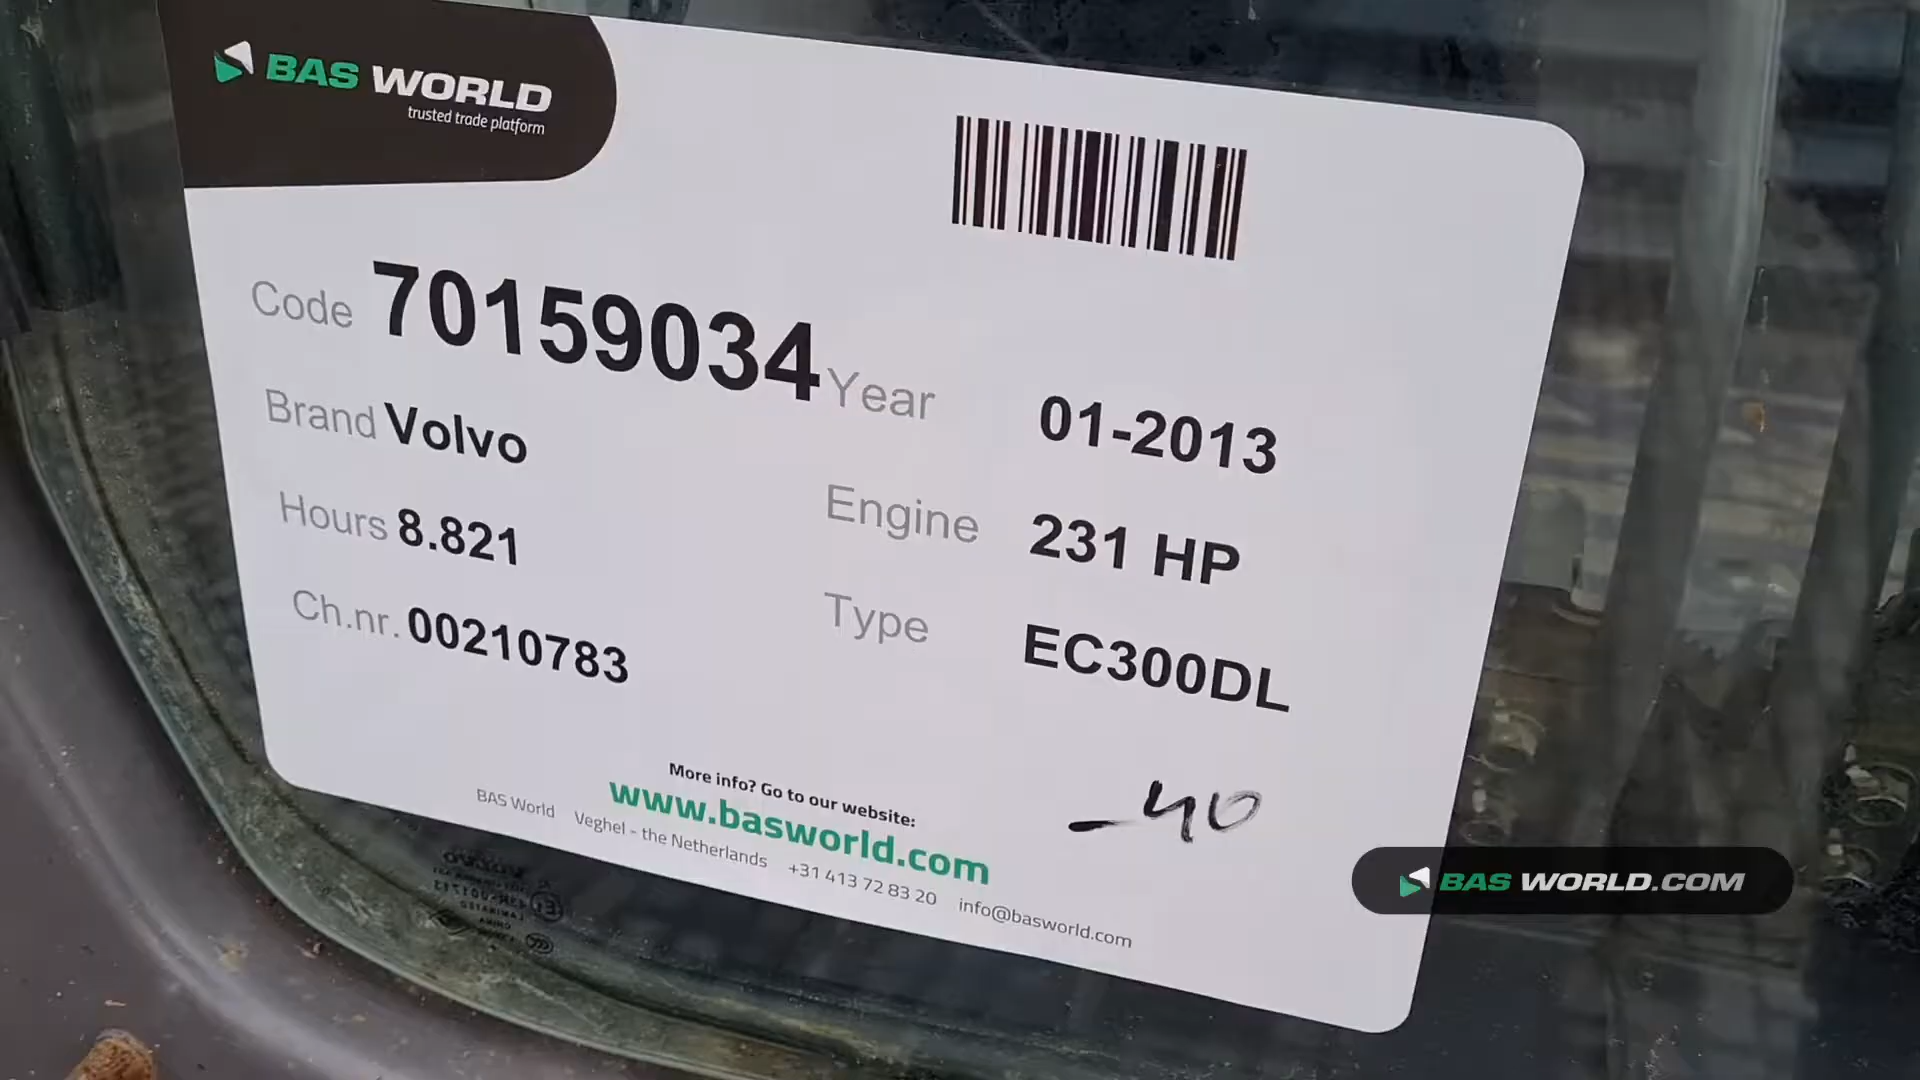 BAS WORLD
trusted trade platform
Code 70159034
Year 01-2013
Brand Volvo
Engine 231 HP
Hours 8.821
Type EC300DL
Ch.nr. 00210783
-40
More info? Go to our website:
www.basworld.com
BAS World Veghel - the Netherlands +31 413 72 83 20 info@basworld.com
BAS WORLD.COM